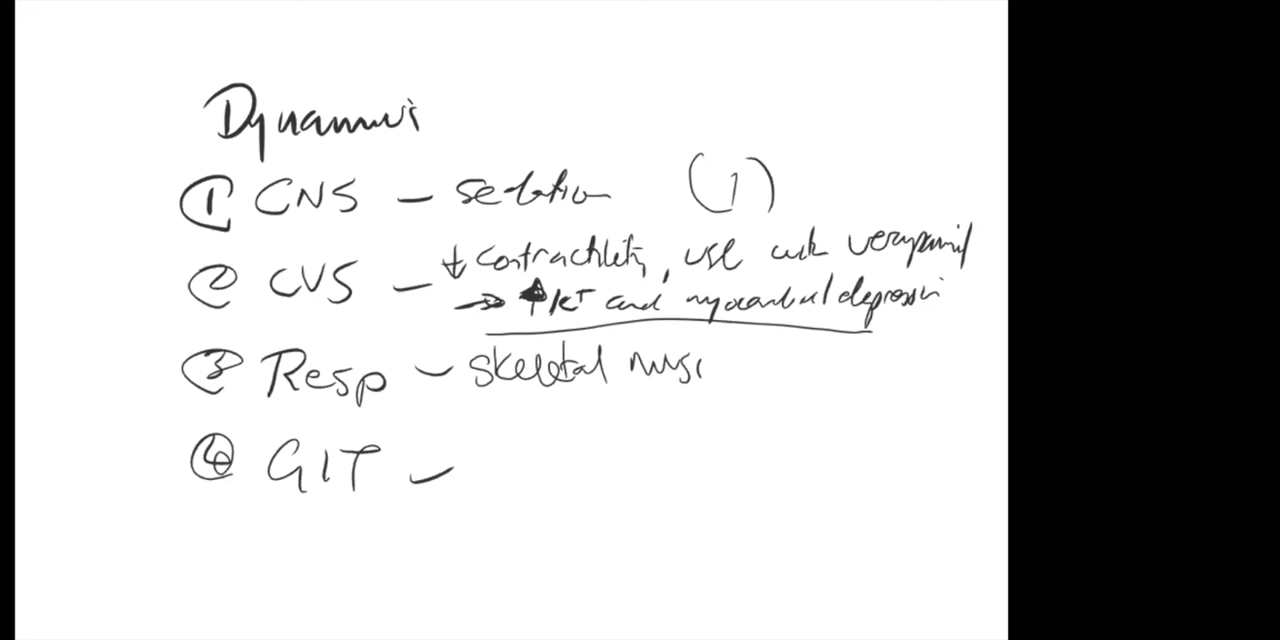 Dynamics
① CNS – sedation (1)
② CVS – ↓ contractility, use with verapamil
→ ↑K+ and myocardial depression
③ Resp – skeletal musc
④ GIT –